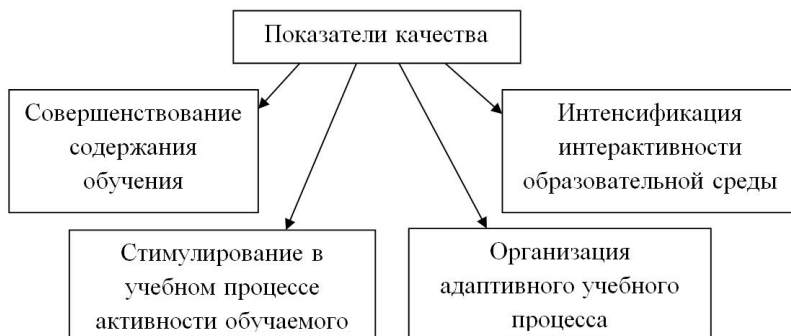 Показатели качества
Совершенствование
содержания
обучения
Интенсификация
интерактивности
образовательной среды
Стимулирование в
учебном процессе
активности обучаемого
Организация
адаптивного учебного
процесса